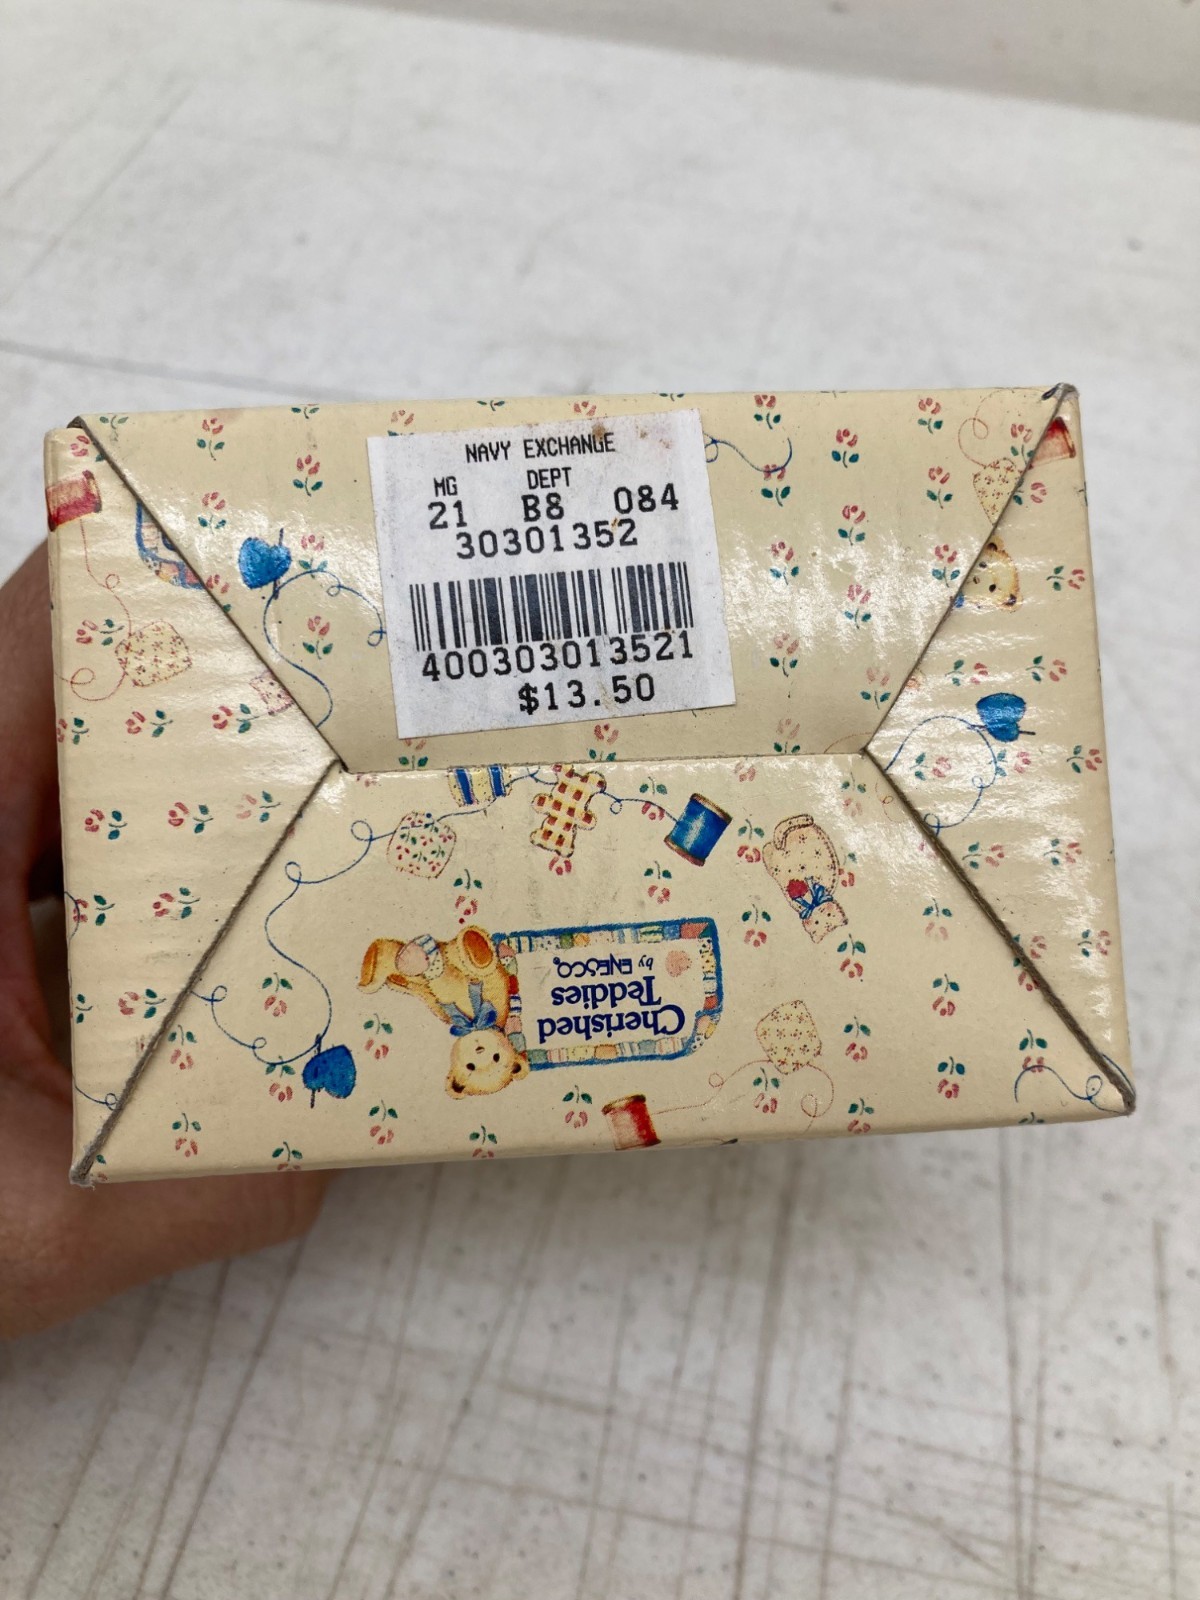 NAVY EXCHANGE
MG DEPT
21 B8 084
30301352
400303013521
$13.50
Cherished
Teddies
by ENESCO